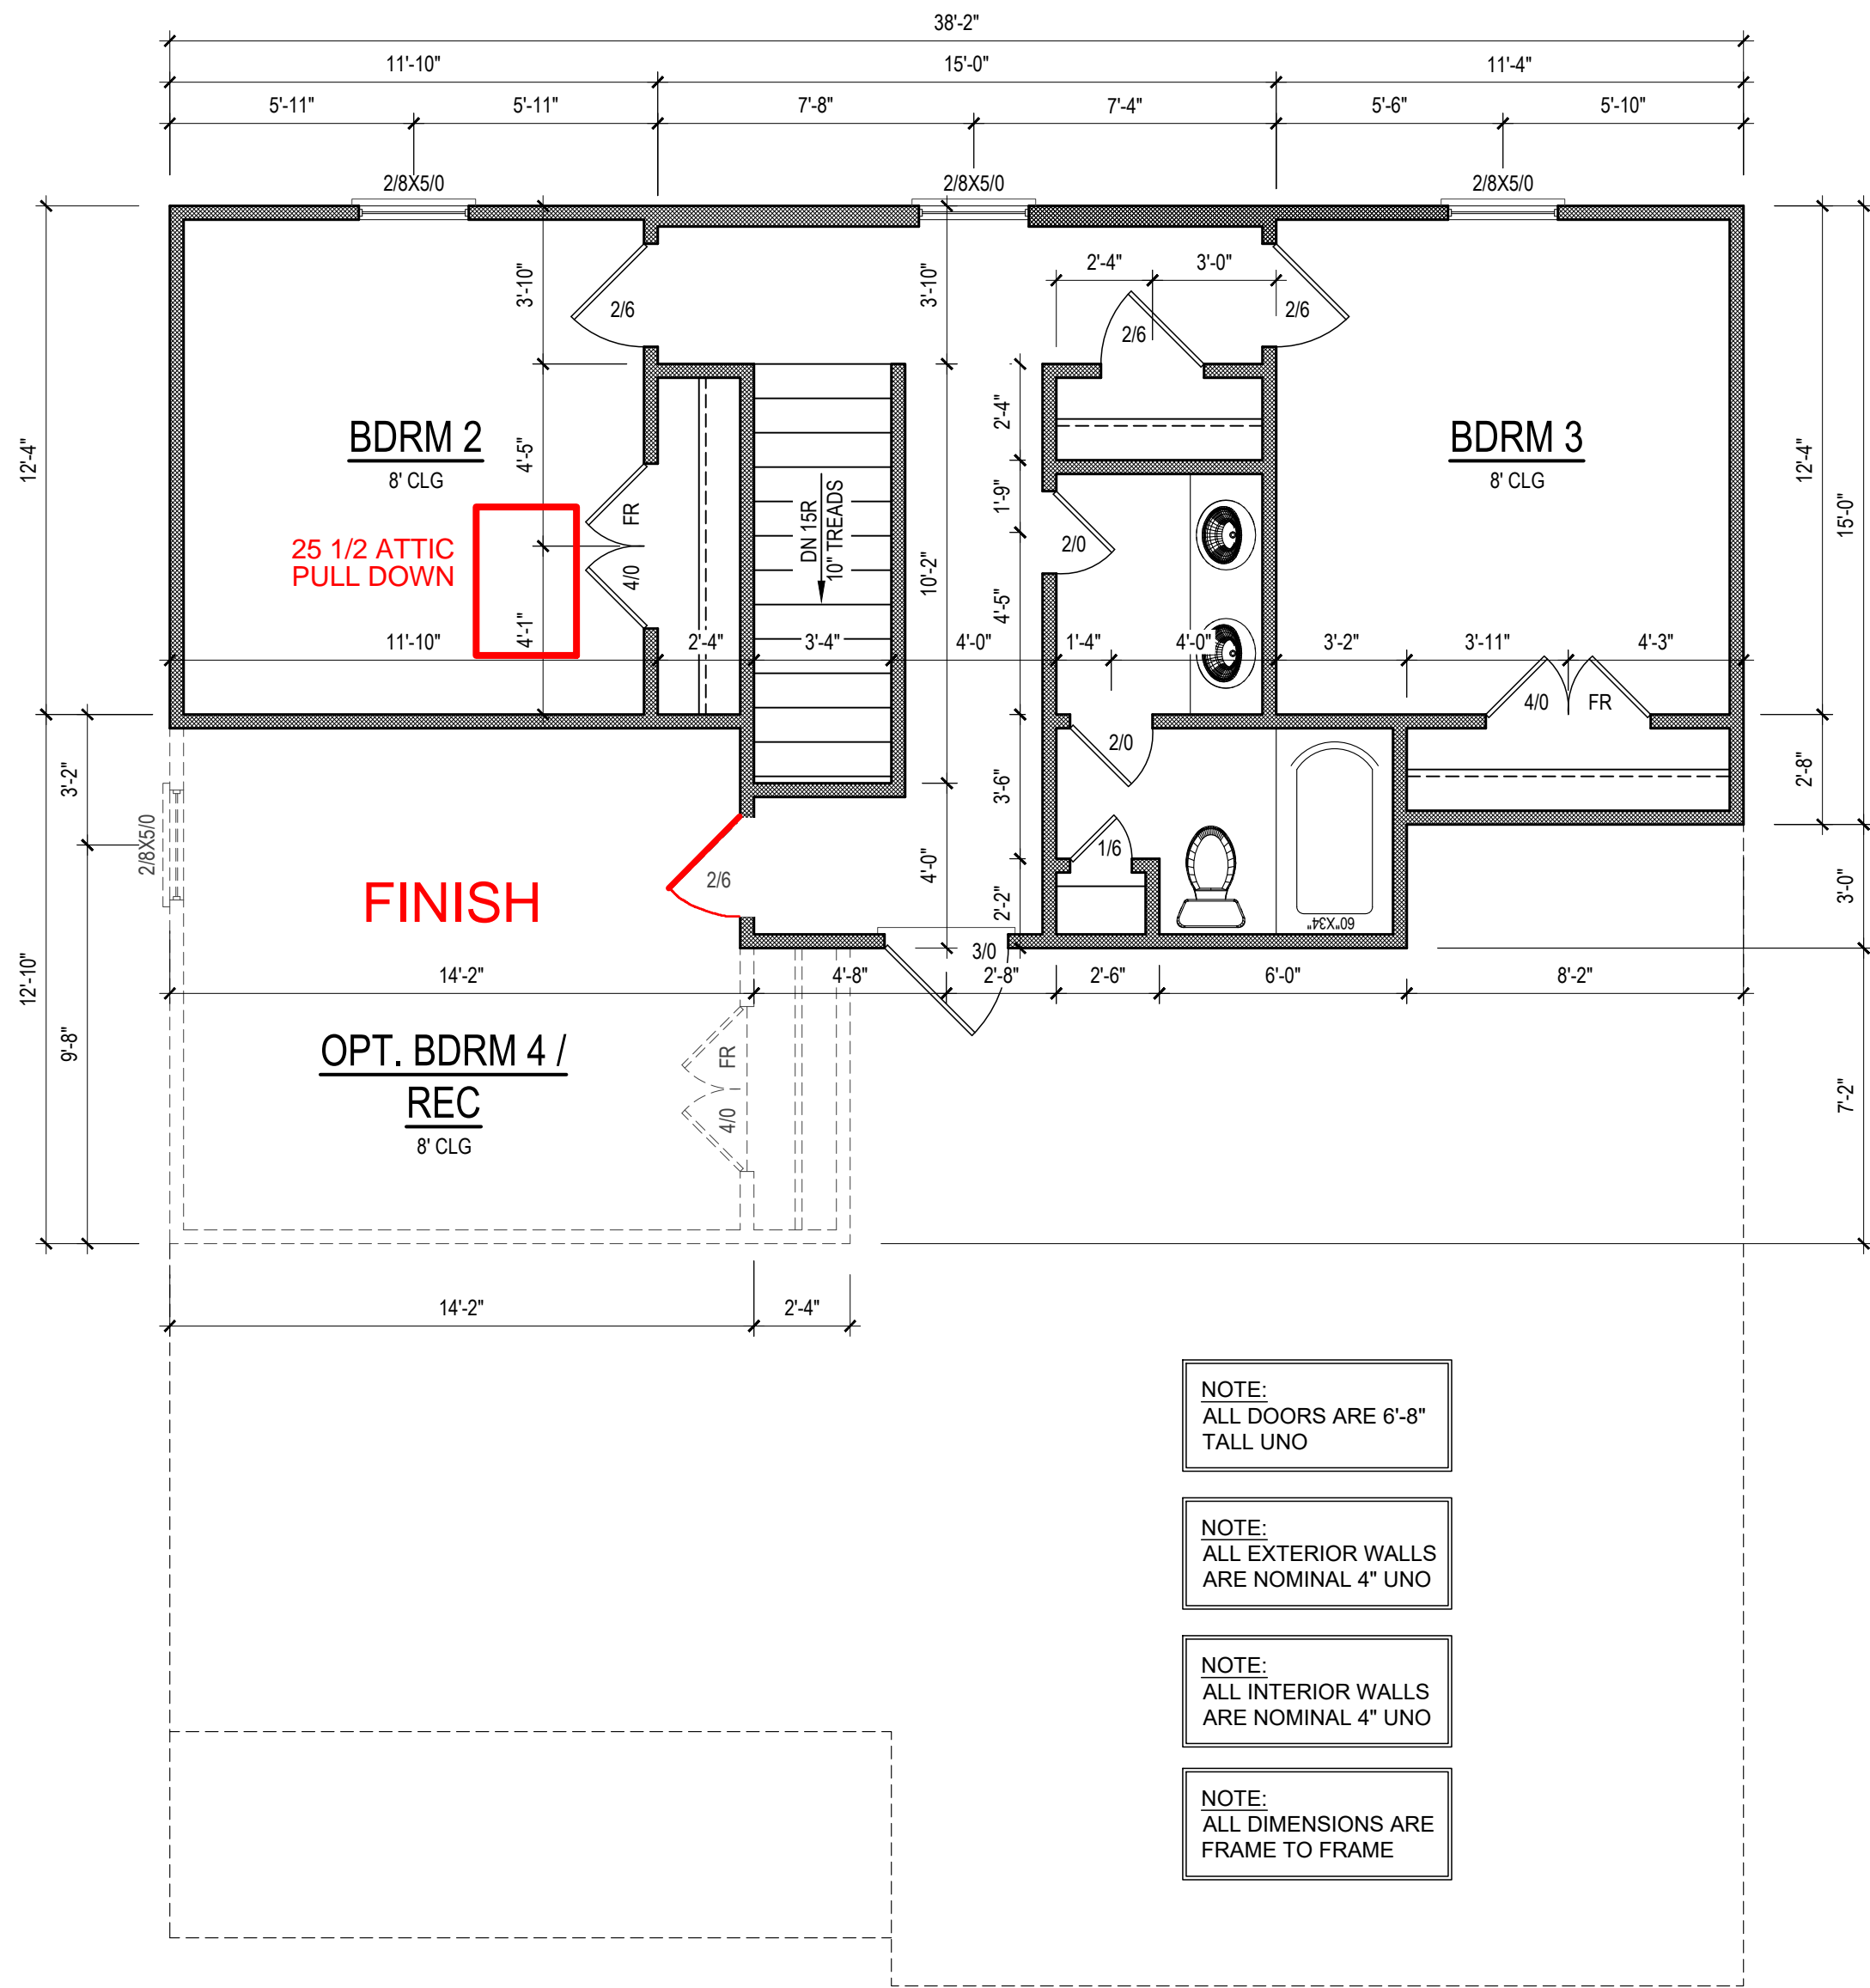 38'-2"
11'-10" 15'-0" 11'-4"
5'-11" 5'-11" 7'-8" 7'-4" 5'-6" 5'-10"
2/8X5/0 2/8X5/0 2/8X5/0
12'-4"
3'-10"
2/6
3'-10"
2'-4" 3'-0"
2/6
2/6
BDRM 2
8' CLG
4'-5"
FR
4/0
25 1/2 ATTIC
PULL DOWN
4'-1"
DN 15R
10" TREADS
10'-2"
2'-4"
1'-9"
2/0
4'-5"
BDRM 3
8' CLG
12'-4"
15'-0"
11'-10" 2'-4" 3'-4" 4'-0" 1'-4" 4'-0" 3'-2" 3'-11" 4'-3"
4/0 FR
2/0
3'-2"
2/8X5/0
FINISH
2/6
4'-0"
3'-6"
1/6
2'-2"
60"X34"
2'-8"
3'-0"
12'-10"
9'-8"
3/0
14'-2" 4'-8" 2'-8" 2'-6" 6'-0" 8'-2"
OPT. BDRM 4 /
REC
8' CLG
FR
4/0
7'-2"
14'-2" 2'-4"
NOTE:
ALL DOORS ARE 6'-8"
TALL UNO
NOTE:
ALL EXTERIOR WALLS
ARE NOMINAL 4" UNO
NOTE:
ALL INTERIOR WALLS
ARE NOMINAL 4" UNO
NOTE:
ALL DIMENSIONS ARE
FRAME TO FRAME